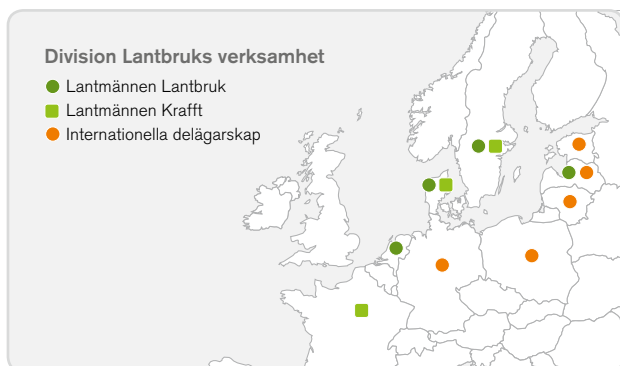 Division Lantbruks verksamhet
Lantmännen Lantbruk
Lantmännen Krafft
Internationella delägarskap